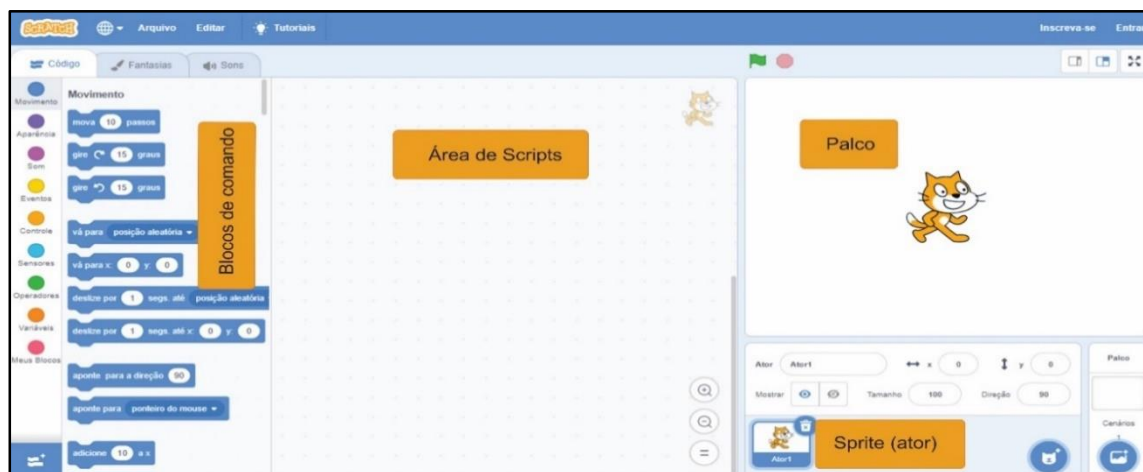 SCRATCH Arquivo Editar Tutoriais Inscreva-se Entrar
Código Fantasias Sons
Movimento
Aparência
Som
Eventos
Controle
Sensores
Operadores
Variáveis
Meus Blocos
Movimento
mova 10 passos
gire 15 graus
gire 15 graus
vá para posição aleatória
vá para x: 0 y: 0
deslize por 1 segs. até posição aleatória
deslize por 1 segs. até x: 0 y: 0
aponte para a direção 90
aponte para ponteiro do mouse
adicione 10 a x
Blocos de comando
Área de Scripts
Palco
Ator Ator1 x 0 y 0
Mostrar Tamanho 100 Direção 90
Ator1
Sprite (ator)
Palco
Cenários
1